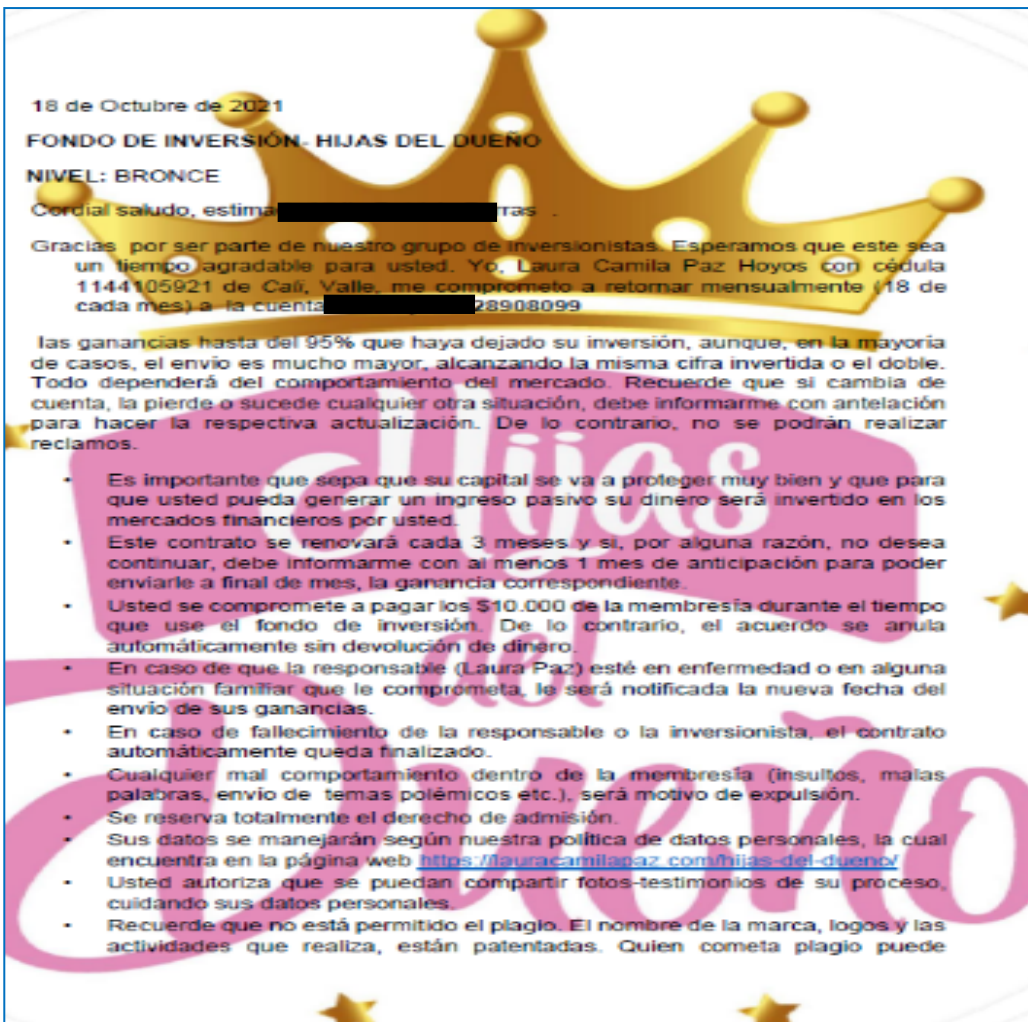 18 de Octubre de 2021
FONDO DE INVERSIÓN- HIJAS DEL DUEÑO
NIVEL: BRONCE
Cordial saludo, estima rras .
Gracias por ser parte de nuestro grupo de inversionistas. Esperamos que este sea
un tiempo agradable para usted. Yo, Laura Camila Paz Hoyos con cédula
1144105921 de Cali, Valle, me comprometo a retornar mensualmente (18 de
cada mes) a la cuenta 28908099
las ganancias hasta del 95% que haya dejado su inversión, aunque, en la mayoría
de casos, el envío es mucho mayor, alcanzando la misma cifra invertida o el doble.
Todo dependerá del comportamiento del mercado. Recuerde que si cambia de
cuenta, la pierde o sucede cualquier otra situación, debe informarme con antelación
para hacer la respectiva actualización. De lo contrario, no se podrán realizar
reclamos.
• Es importante que sepa que su capital se va a proteger muy bien y que para
que usted pueda generar un ingreso pasivo su dinero será invertido en los
mercados financieros por usted.
• Este contrato se renovará cada 3 meses y si, por alguna razón, no desea
continuar, debe informarme con al menos 1 mes de anticipación para poder
enviarle a final de mes, la ganancia correspondiente.
• Usted se compromete a pagar los $10.000 de la membresía durante el tiempo
que use el fondo de inversión. De lo contrario, el acuerdo se anula
automáticamente sin devolución de dinero.
• En caso de que la responsable (Laura Paz) esté en enfermedad o en alguna
situación familiar que le comprometa, le será notificada la nueva fecha del
envío de sus ganancias.
• En caso de fallecimiento de la responsable o la inversionista, el contrato
automáticamente queda finalizado.
• Cualquier mal comportamiento dentro de la membresía (insultos, malas
palabras, envío de temas polémicos etc.), será motivo de expulsión.
• Se reserva totalmente el derecho de admisión.
• Sus datos se manejarán según nuestra política de datos personales, la cual
encuentra en la página web https://lauracamilapaz.com/hijas-del-dueno/
• Usted autoriza que se puedan compartir fotos-testimonios de su proceso,
cuidando sus datos personales.
• Recuerde que no está permitido el plagio. El nombre de la marca, logos y las
actividades que realiza, están patentadas. Quien cometa plagio puede
Hijas
del
Dueño